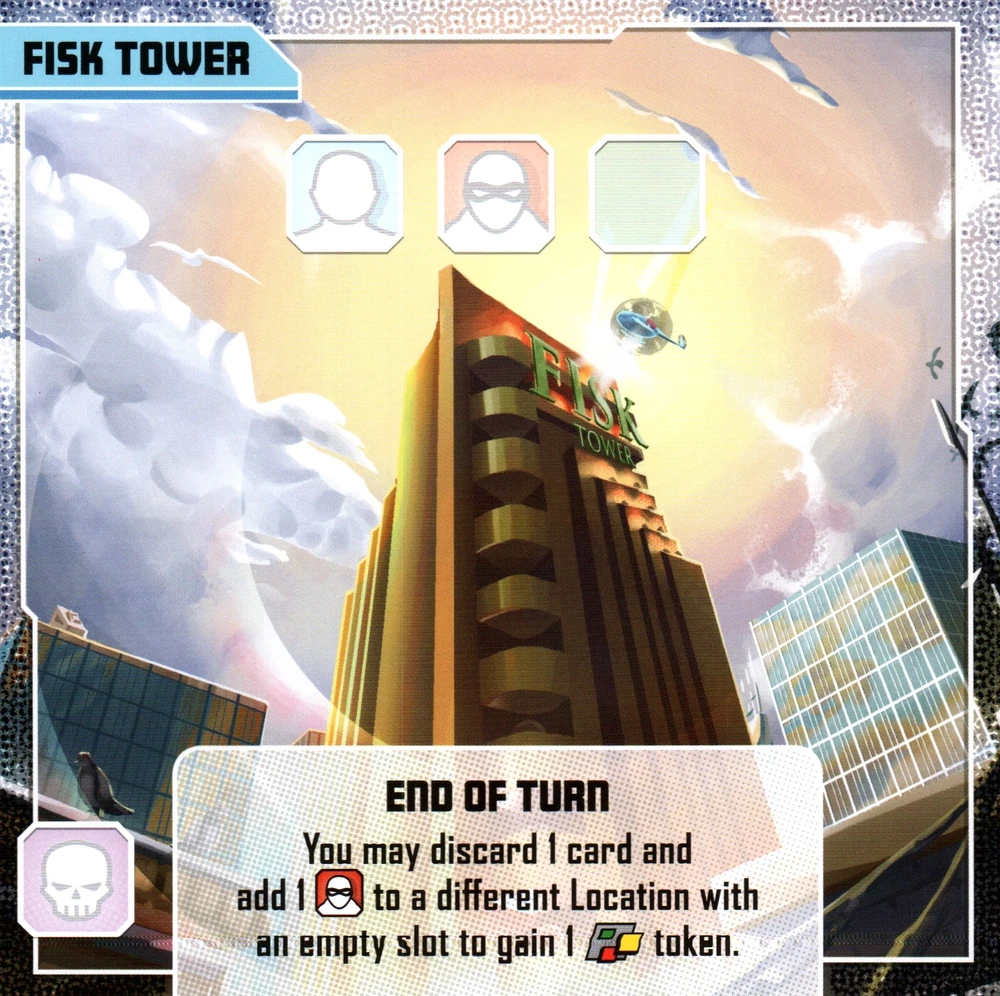 FISK TOWER
FISK
TOWER
END OF TURN
You may discard 1 card and
add 1 to a different Location with
an empty slot to gain 1 token.